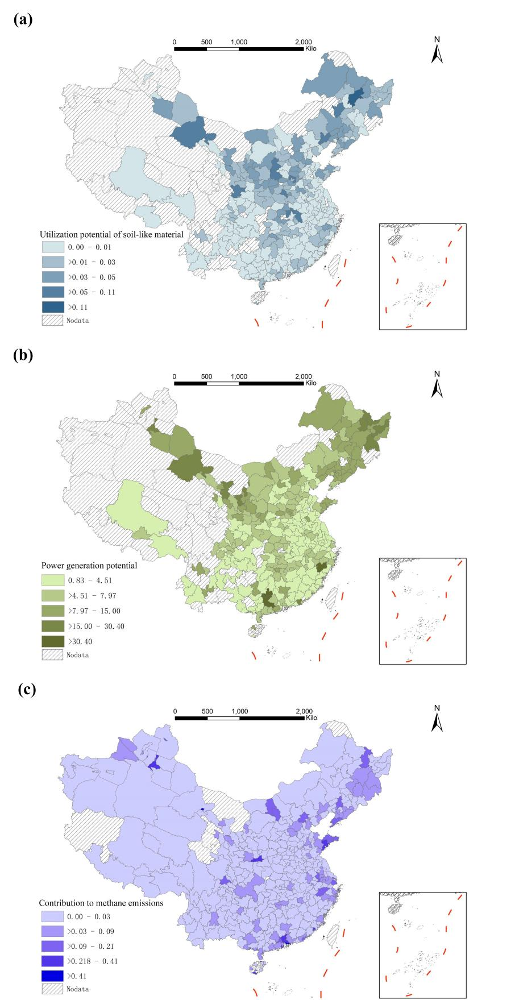 (a)
0 500 1,000 2,000
Kilo
N
Utilization potential of soil-like material
0.00 - 0.01
>0.01 - 0.03
>0.03 - 0.05
>0.05 - 0.11
>0.11
Nodata
(b)
0 500 1,000 2,000
Kilo
N
Power generation potential
0.83 - 4.51
>4.51 - 7.97
>7.97 - 15.00
>15.00 - 30.40
>30.40
Nodata
(c)
0 500 1,000 2,000
Kilo
N
Contribution to methane emissions
0.00 - 0.03
>0.03 - 0.09
>0.09 - 0.21
>0.218 - 0.41
>0.41
Nodata